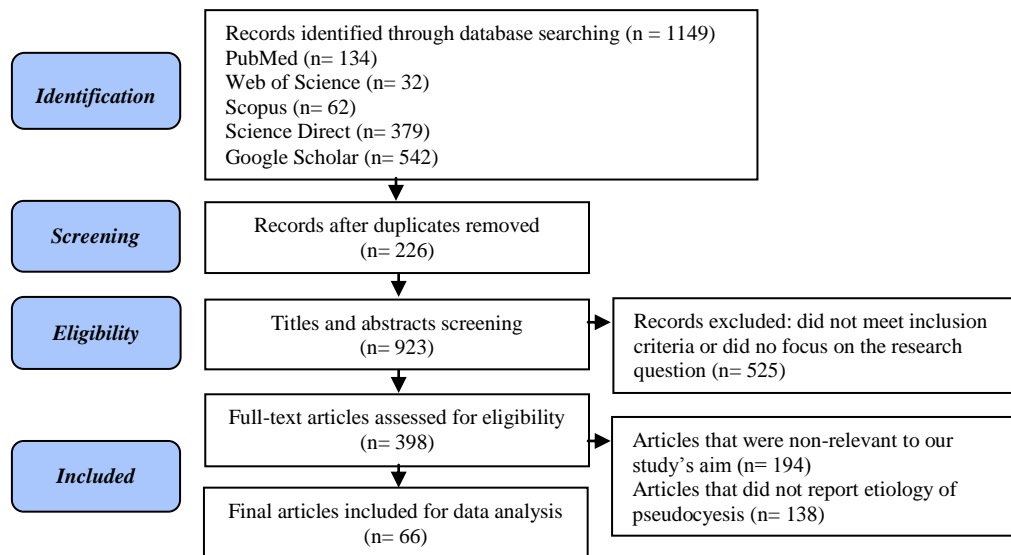 Identification
Records identified through database searching (n = 1149)
PubMed (n= 134)
Web of Science (n= 32)
Scopus (n= 62)
Science Direct (n= 379)
Google Scholar (n= 542)
Screening
Records after duplicates removed
(n= 226)
Eligibility
Titles and abstracts screening
(n= 923)
Records excluded: did not meet inclusion
criteria or did no focus on the research
question (n= 525)
Included
Full-text articles assessed for eligibility
(n= 398)
Articles that were non-relevant to our
study’s aim (n= 194)
Articles that did not report etiology of
pseudocyesis (n= 138)
Final articles included for data analysis
(n= 66)